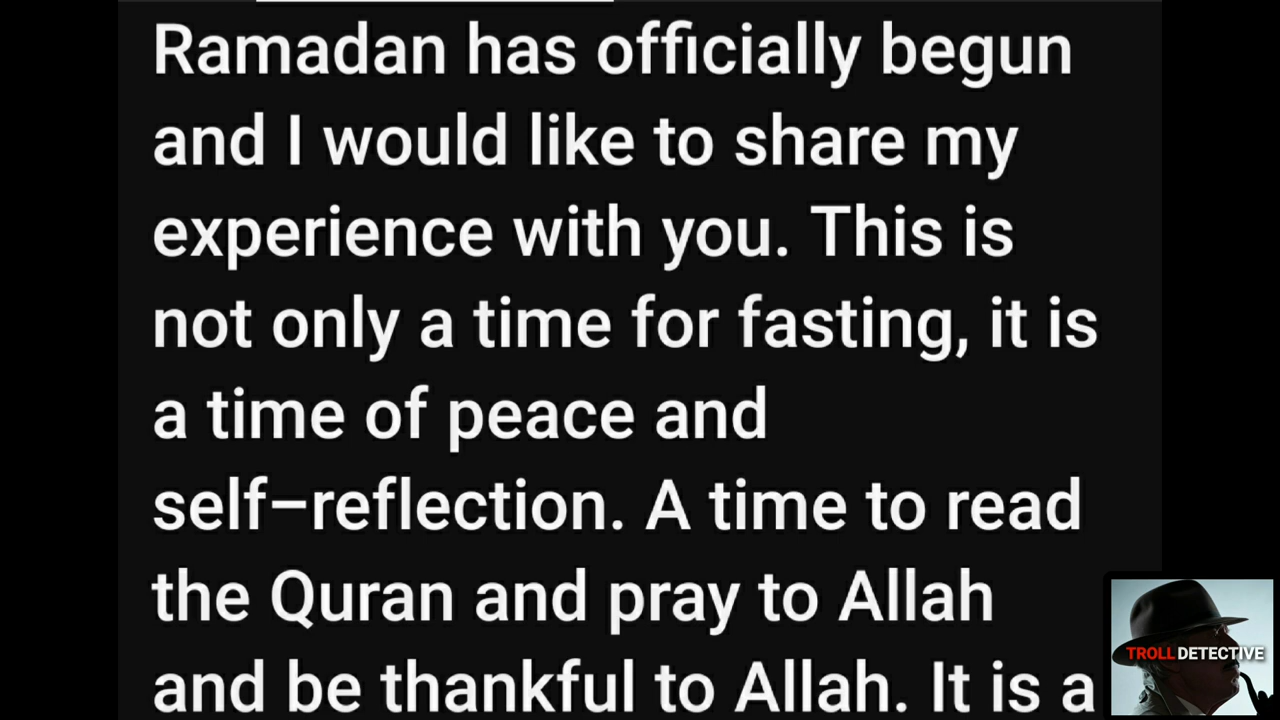 Ramadan has officially begun
and I would like to share my
experience with you. This is
not only a time for fasting, it is
a time of peace and
self–reflection. A time to read
the Quran and pray to Allah
and be thankful to Allah. It is a
TROLL DETECTIVE